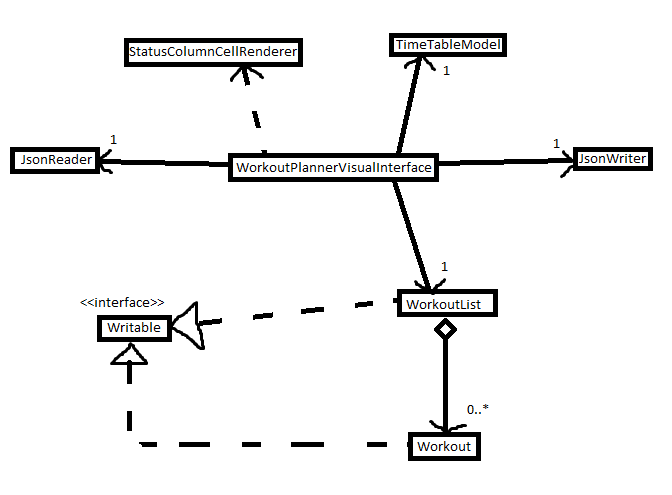 TimeTableModel
StatusColumnCellRenderer
1
1
1
JsonReader
JsonWriter
WorkoutPlannerVisualInterface
1
<<interface>>
WorkoutList
Writable
0..*
Workout